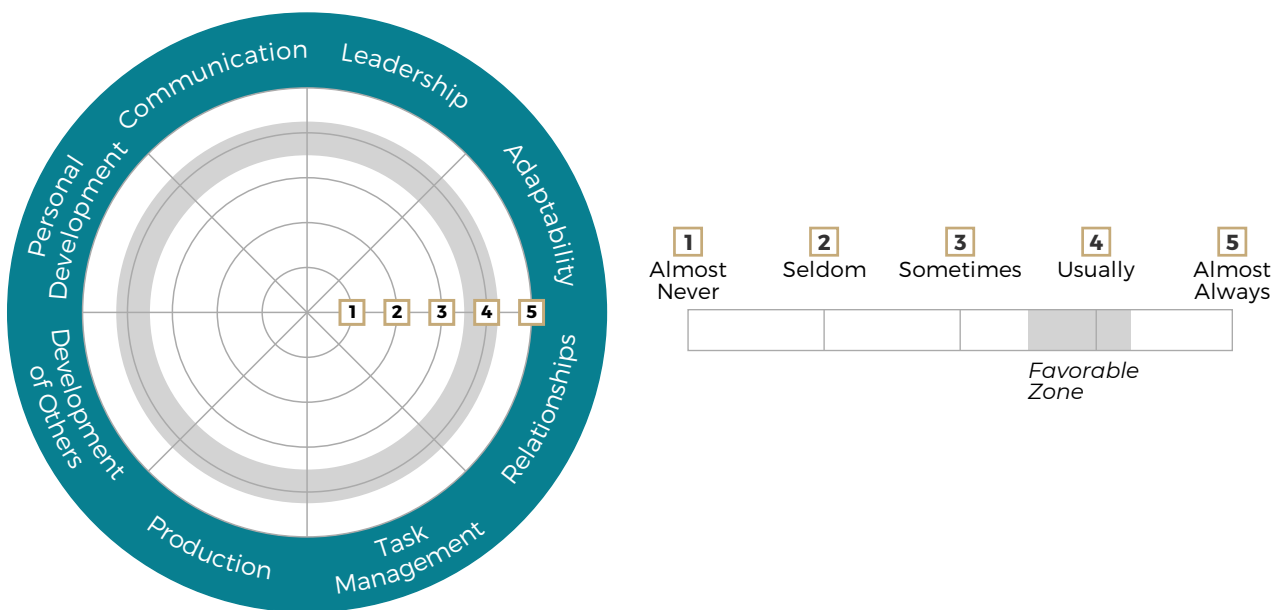 Communication
Leadership
Adaptability
Relationships
Task
Management
Production
Development
of Others
Personal
Development
1
2
3
4
5
1
Almost
Never
2
Seldom
3
Sometimes
4
Usually
5
Almost
Always
Favorable
Zone